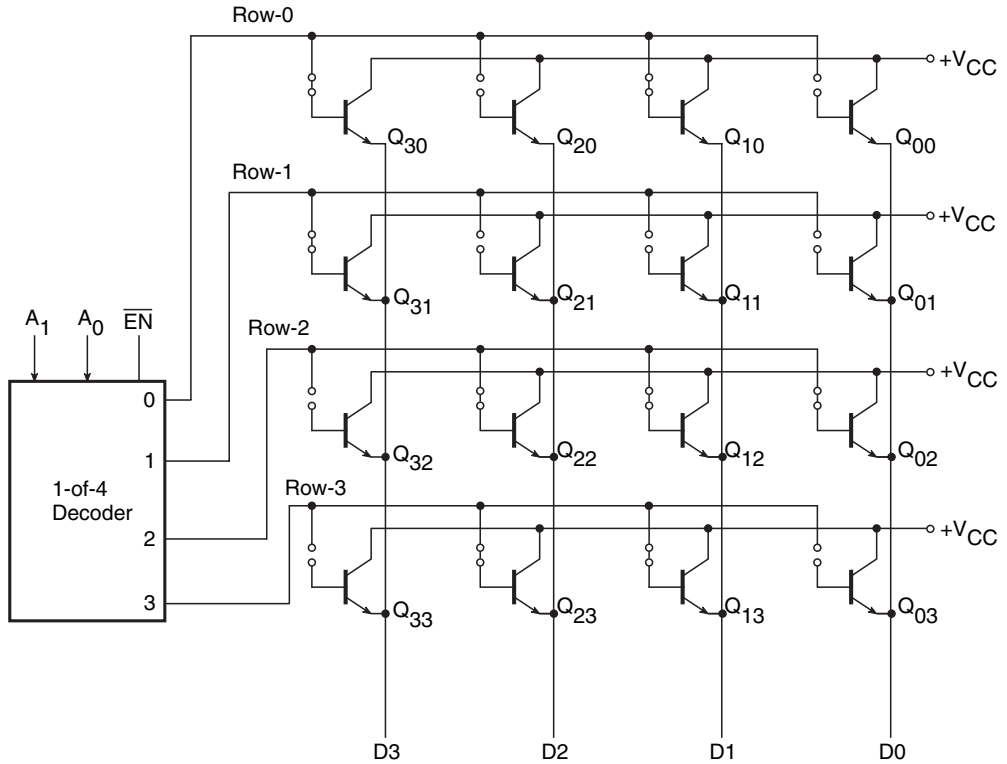 Row-0
+VCC
Q30 Q20 Q10 Q00
Row-1
+VCC
Q31 Q21 Q11 Q01
A1 A0 EN
Row-2
+VCC
0
Q32 Q22 Q12 Q02
1
1-of-4
Decoder
Row-3
+VCC
2
3
Q33 Q23 Q13 Q03
D3 D2 D1 D0